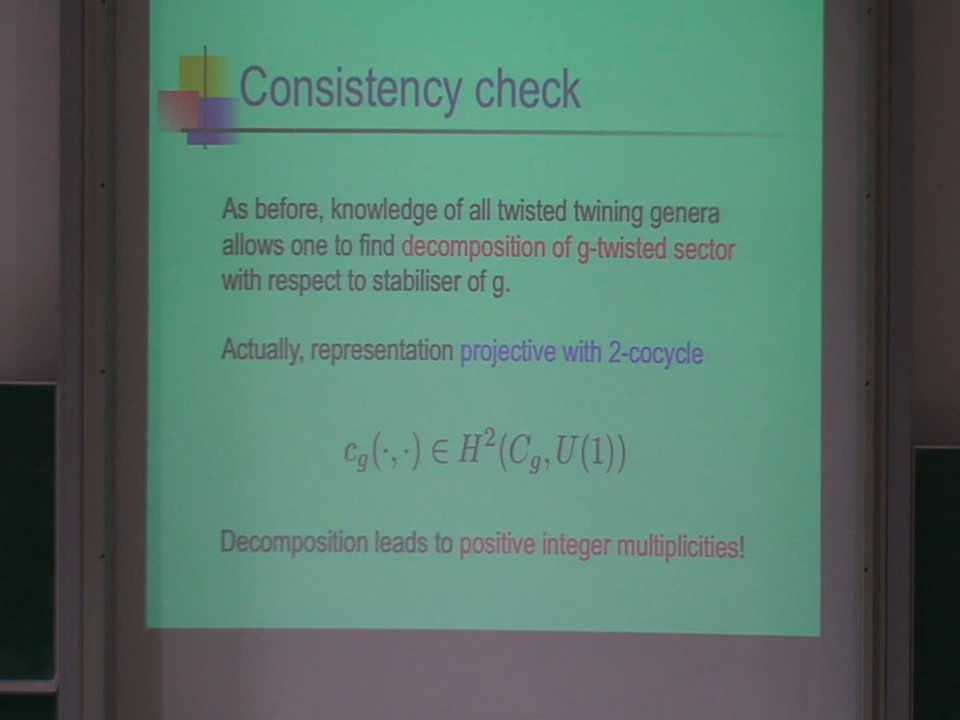 Consistency check
As before, knowledge of all twisted twining genera
allows one to find decomposition of g-twisted sector
with respect to stabiliser of g.
Actually, representation projective with 2-cocycle
c_g(·,·) ∈ H²(C_g, U(1))
Decomposition leads to positive integer multiplicities!